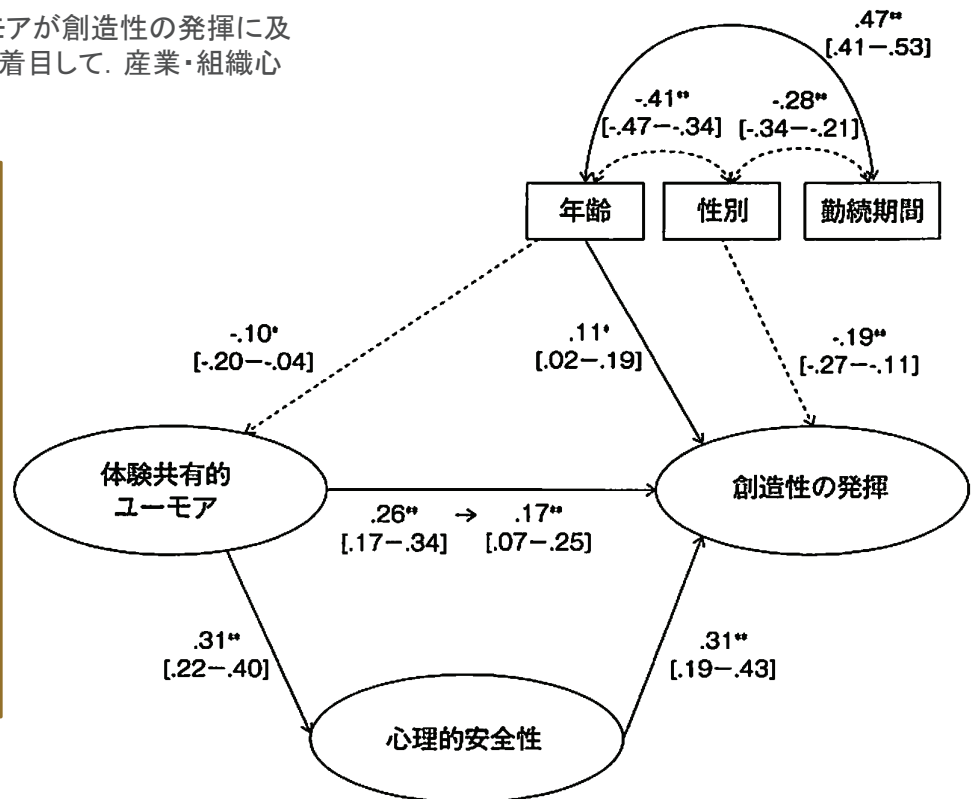 モアが創造性の発揮に及
着目して. 産業・組織心
.47**
[.41−.53]
-.41**
[-.47−-.34]
-.28**
[-.34−-.21]
年齢
性別
勤続期間
-.10*
[-.20−-.04]
.11*
[.02−.19]
-.19**
[-.27−-.11]
体験共有的
ユーモア
創造性の発揮
.26** → .17**
[.17−.34] [.07−.25]
.31**
[.22−.40]
.31**
[.19−.43]
心理的安全性